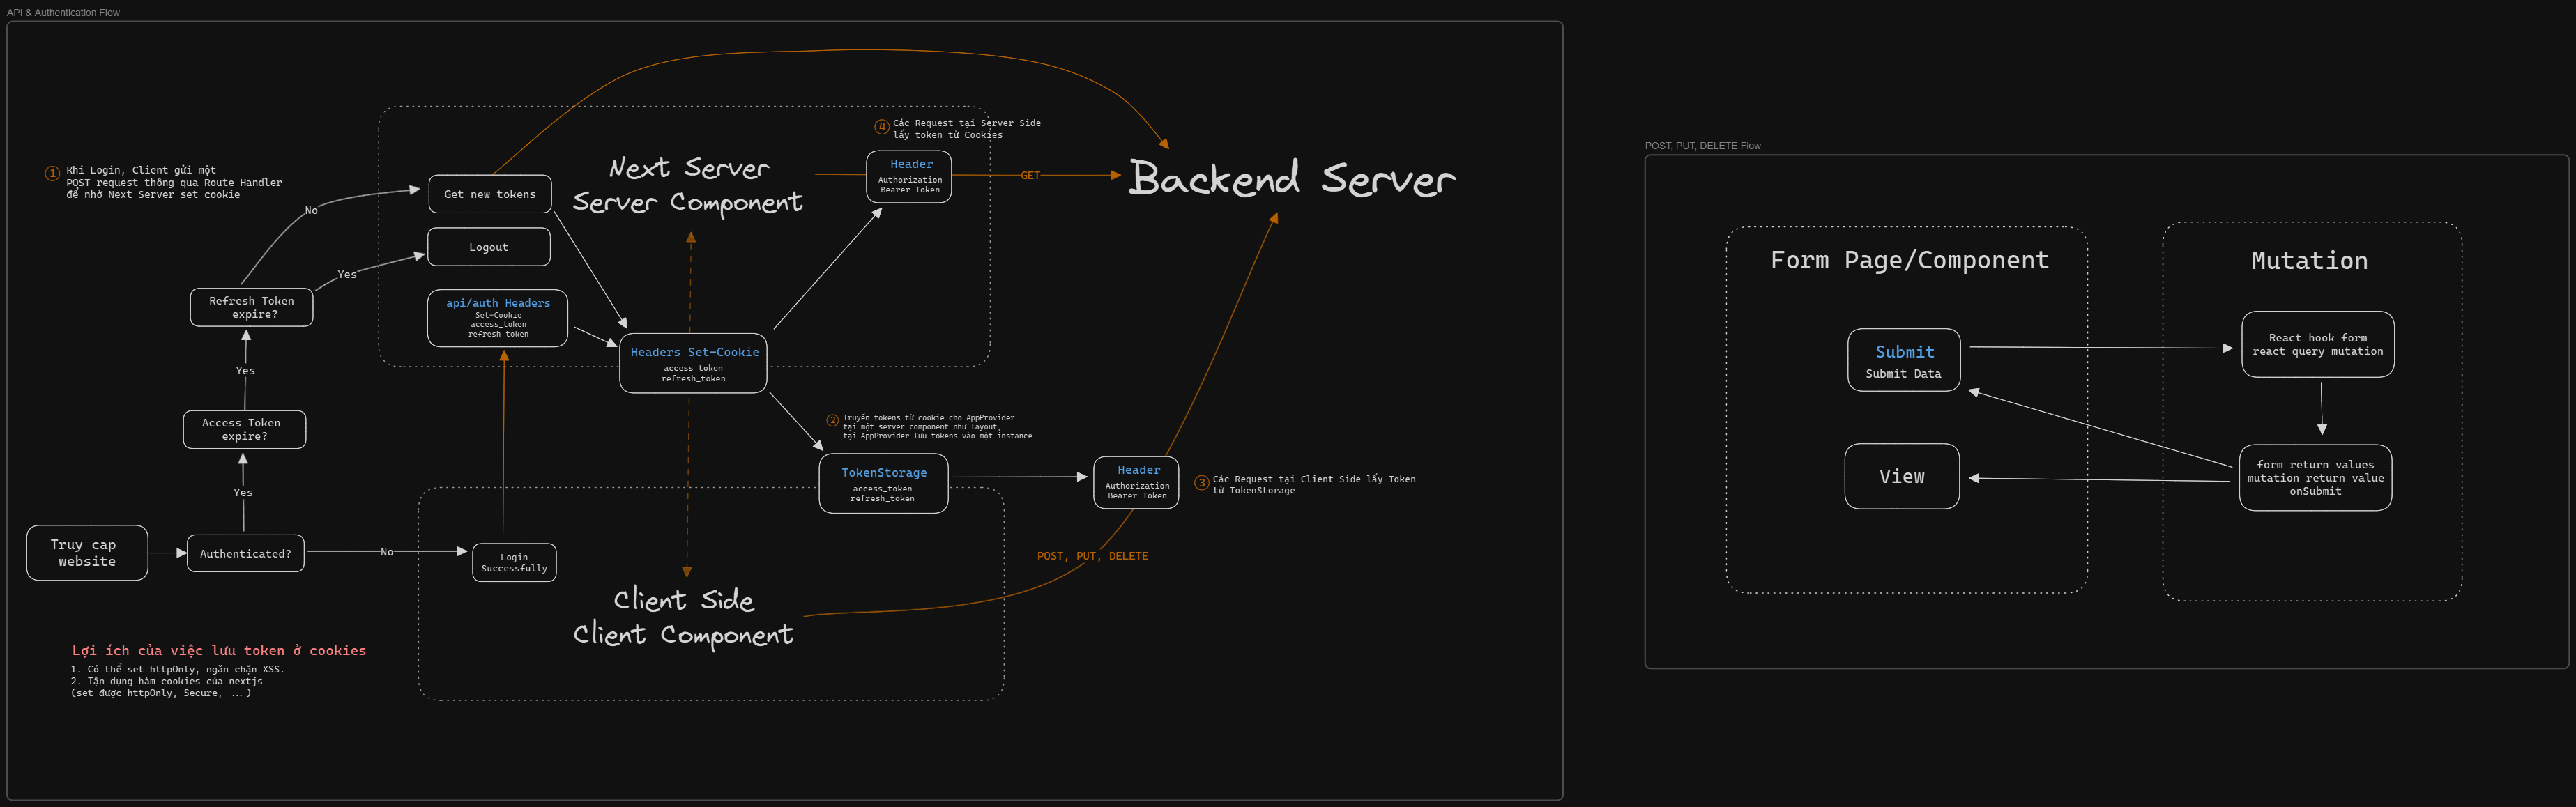 API & Authentication Flow
① Khi Login, Client gửi một
POST request thông qua Route Handler
để nhờ Next Server set cookie
No
Get new tokens
Yes
Logout
Refresh Token
expire?
Yes
Access Token
expire?
Yes
Truy cap
website
Authenticated?
No
Login
Successfully
api/auth Headers
Set-Cookie
access_token
refresh_token
Next Server
Server Component
Headers Set-Cookie
access_token
refresh_token
④ Các Request tại Server Side
lấy token từ Cookies
Header
Authorization
Bearer Token
GET
Backend Server
② Truyền tokens từ cookie cho AppProvider
tại một server component như layout,
tại AppProvider lưu tokens vào một instance
TokenStorage
access_token
refresh_token
Header
Authorization
Bearer Token
③ Các Request tại Client Side lấy Token
từ TokenStorage
POST, PUT, DELETE
Client Side
Client Component
Lợi ích của việc lưu token ở cookies
1. Có thể set httpOnly, ngăn chặn XSS.
2. Tận dụng hàm cookies của nextjs
(set được httpOnly, Secure, ...)
POST, PUT, DELETE Flow
Form Page/Component
Submit
Submit Data
View
Mutation
React hook form
react query mutation
form return values
mutation return value
onSubmit